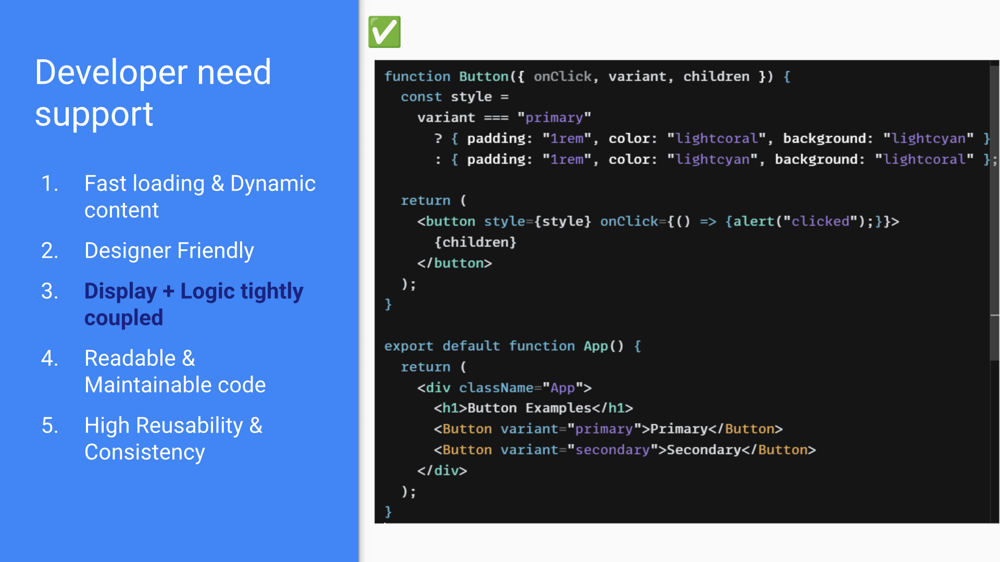 Developer need
support
1. Fast loading & Dynamic
content
2. Designer Friendly
3. Display + Logic tightly
coupled
4. Readable &
Maintainable code
5. High Reusability &
Consistency
function Button({ onClick, variant, children }) {
  const style =
    variant === "primary"
      ? { padding: "1rem", color: "lightcoral", background: "lightcyan" }
      : { padding: "1rem", color: "lightcyan", background: "lightcoral" };
  return (
    <button style={style} onClick={() => {alert("clicked");}}>
      {children}
    </button>
  );
}
export default function App() {
  return (
    <div className="App">
      <h1>Button Examples</h1>
      <Button variant="primary">Primary</Button>
      <Button variant="secondary">Secondary</Button>
    </div>
  );
}